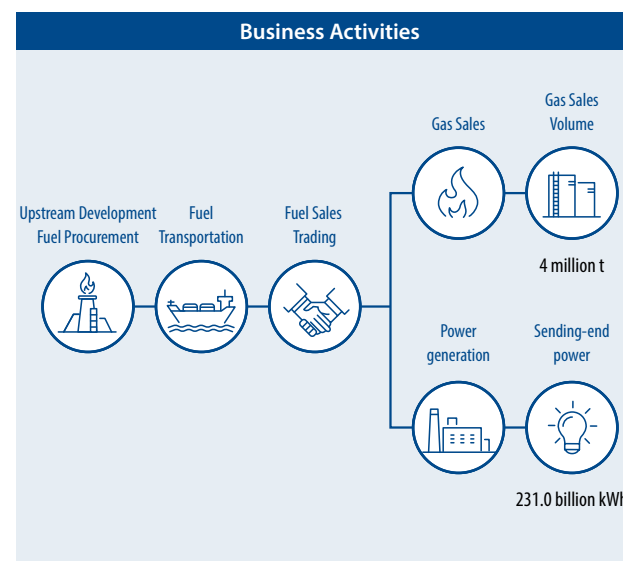 Business Activities
Gas Sales
Gas Sales
Volume
Upstream Development
Fuel Procurement
Fuel
Transportation
Fuel Sales
Trading
4 million t
Power
generation
Sending-end
power
231.0 billion kWh